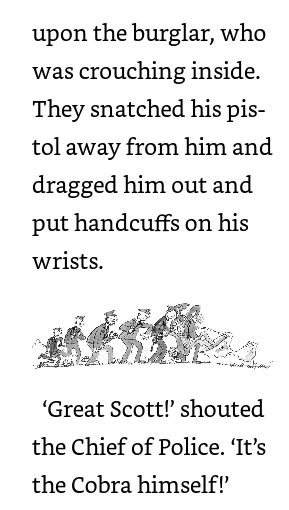 upon the burglar, who
was crouching inside.
They snatched his pis-
tol away from him and
dragged him out and
put handcuffs on his
wrists.
‘Great Scott!’ shouted
the Chief of Police. ‘It’s
the Cobra himself!’